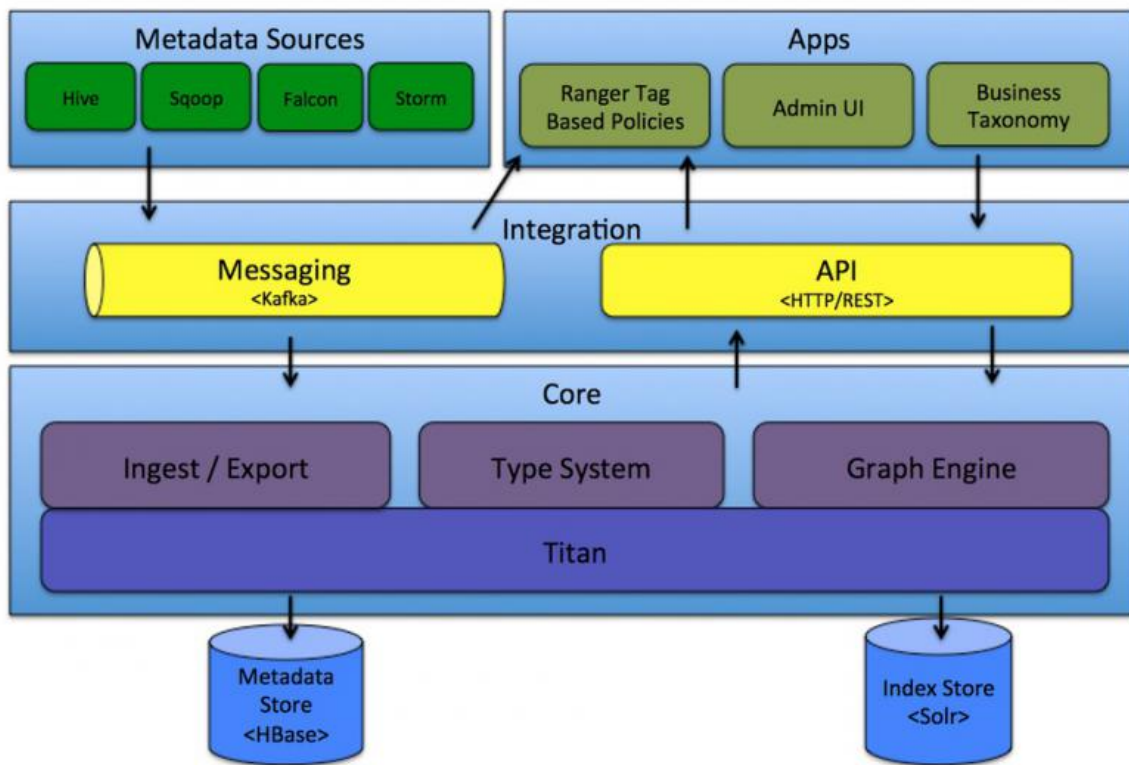 Metadata Sources
Hive
Sqoop
Falcon
Storm
Apps
Ranger Tag
Based Policies
Admin UI
Business
Taxonomy
Integration
Messaging
<Kafka>
API
<HTTP/REST>
Core
Ingest / Export
Type System
Graph Engine
Titan
Metadata
Store
<HBase>
Index Store
<Solr>